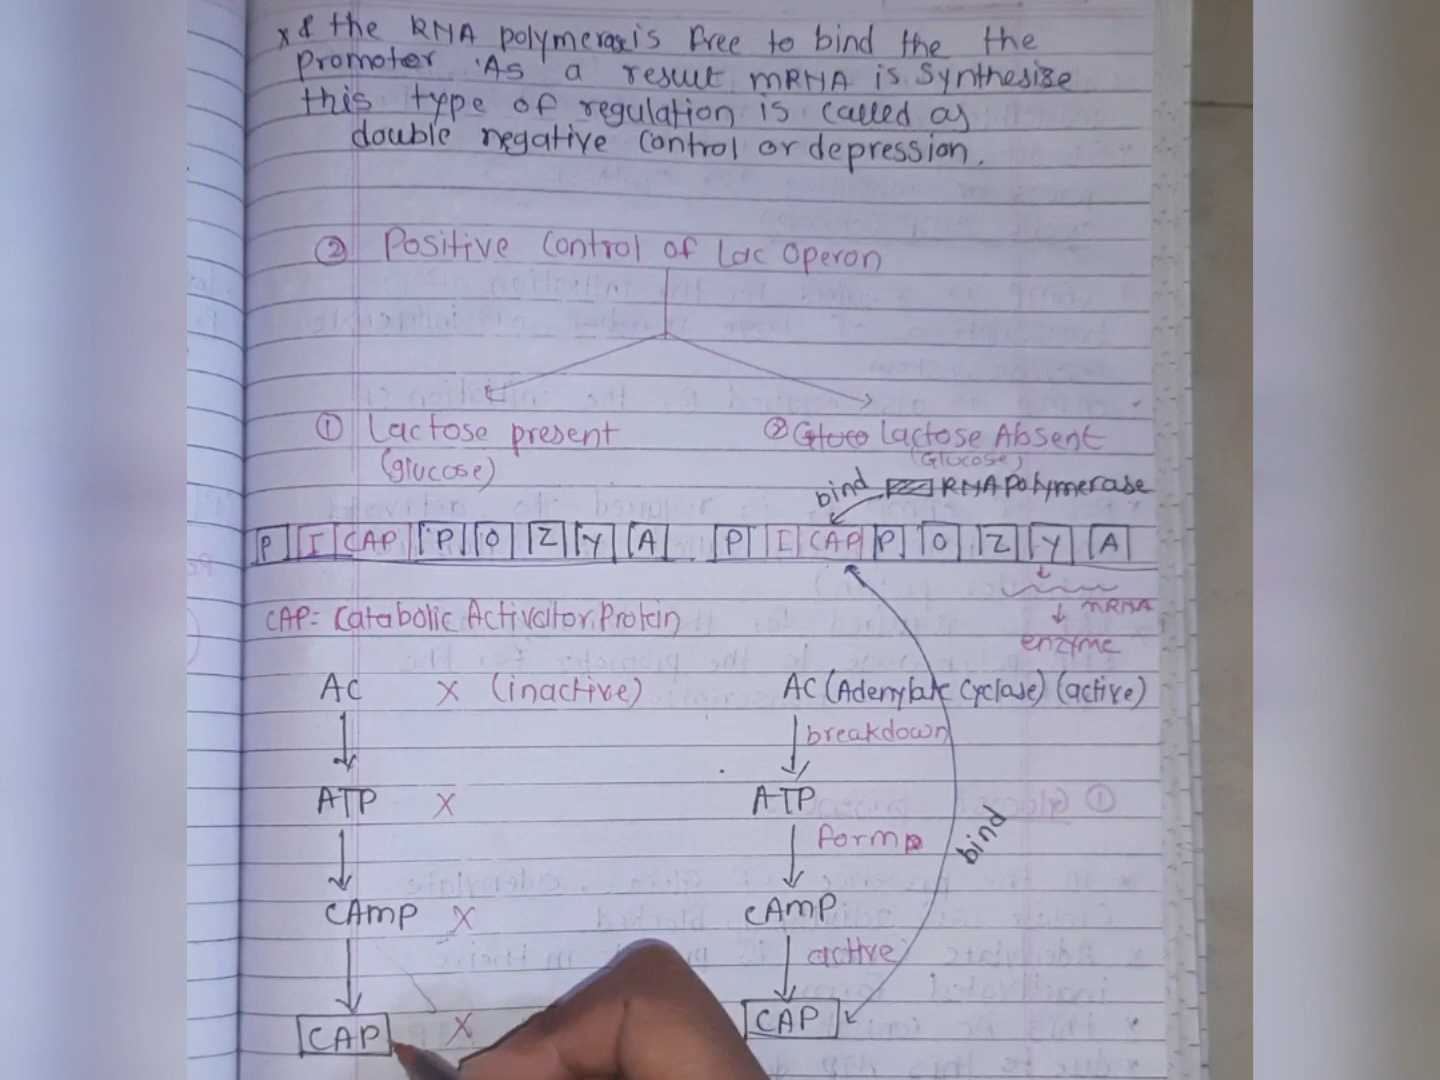 x & the RNA polymerase is free to bind the the
promoter. As a result mRNA is synthesize
this type of regulation is called as
double negative control or depression.
② Positive Control of Lac Operon
① Lactose present
(glucose)
② Lactose Absent
(Glucose)
bind RNA polymerase
P I CAP P O Z Y A P I CAP P O Z Y A
mRNA
enzyme
CAP = Catabolic Activator Protein
AC X (inactive)
AC (Adenylate Cyclase) (active)
breakdown
ATP X
ATP
form
bind
cAmP X
cAmP
active
CAP X
CAP